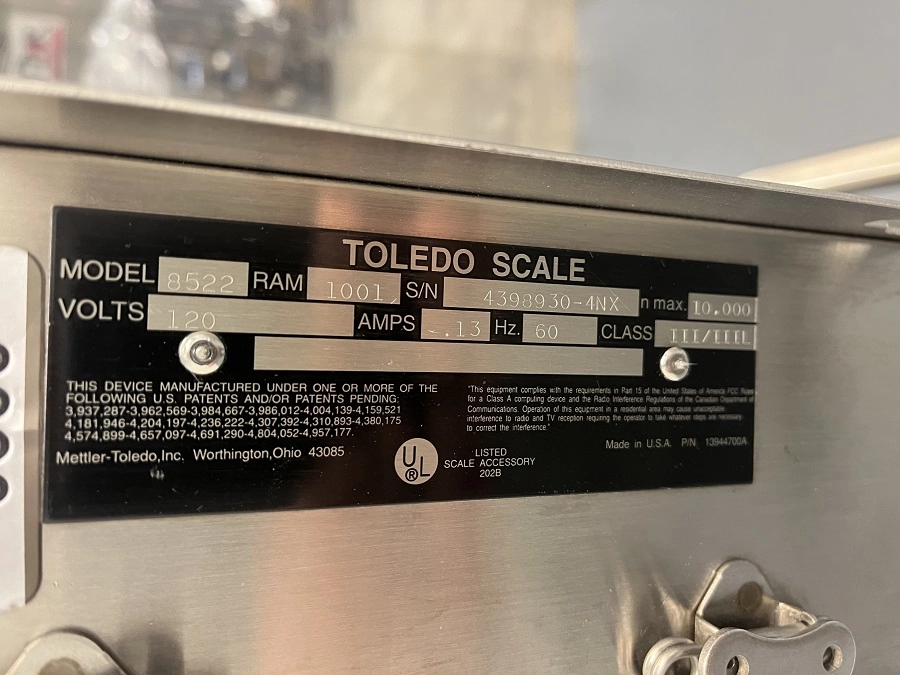 TOLEDO SCALE
MODEL 8522 RAM 1001, S/N 4398930-4NX n max. 10.000
VOLTS 120 AMPS -.13 Hz. 60 CLASS III/IIIL
THIS DEVICE MANUFACTURED UNDER ONE OR MORE OF THE
FOLLOWING U.S. PATENTS AND/OR PATENTS PENDING:
3,937,287-3,962,569-3,984,667-3,986,012-4,004,139-4,159,521
4,181,946-4,204,197-4,236,222-4,307,392-4,310,893-4,380,175
4,574,899-4,657,097-4,691,290-4,804,052-4,957,177.
Mettler-Toledo,Inc. Worthington,Ohio 43085
UL
®
LISTED
SCALE ACCESSORY
202B
"This equipment complies with the requirements in Part 15 of the United States of America FCC Rules
for a Class A computing device and the Radio Interference Regulations of the Canadian Department of
Communications. Operation of this equipment in a residential area may cause unacceptable
interference to radio and TV reception requiring the operator to take whatever steps are necessary
to correct the interference."
Made in U.S.A. P/N 13944700A